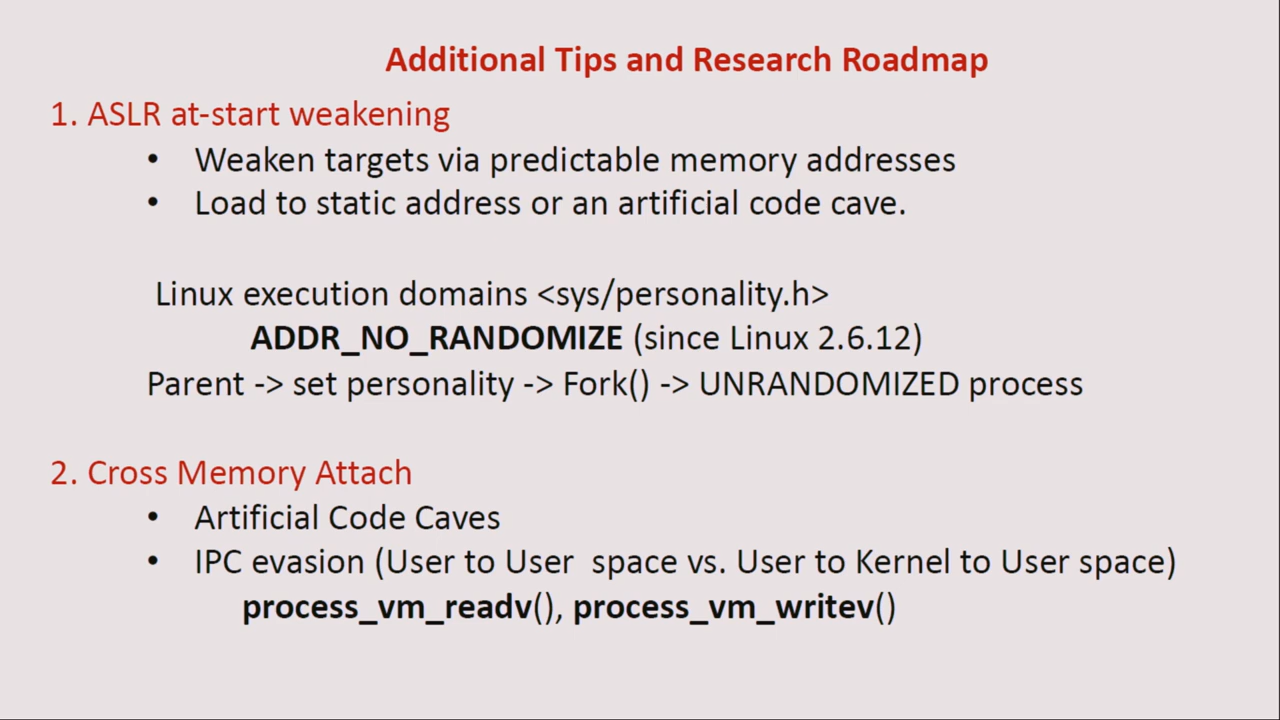 Additional Tips and Research Roadmap
1. ASLR at-start weakening
• Weaken targets via predictable memory addresses
• Load to static address or an artificial code cave.
Linux execution domains <sys/personality.h>
ADDR_NO_RANDOMIZE (since Linux 2.6.12)
Parent -> set personality -> Fork() -> UNRANDOMIZED process
2. Cross Memory Attach
• Artificial Code Caves
• IPC evasion (User to User  space vs. User to Kernel to User space)
process_vm_readv(), process_vm_writev()